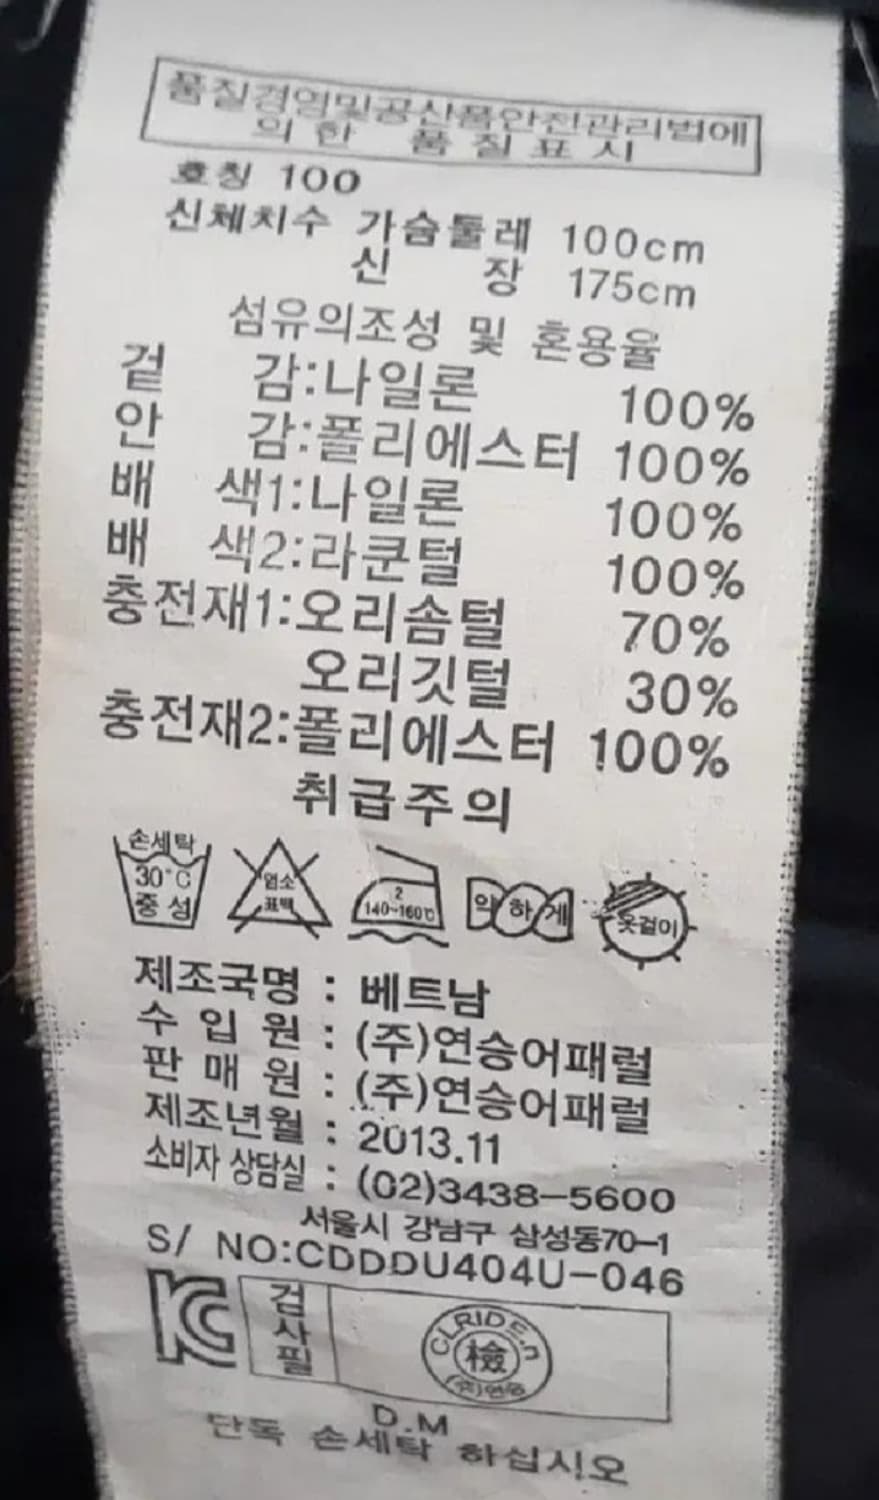 품질경영및공산품안전관리법에
의 한 품 질 표 시
호칭 100
신체치수 가슴둘레 100cm
신 장 175cm
섬유의조성 및 혼용율
겉 감:나일론 100%
안 감:폴리에스터 100%
배 색1:나일론 100%
배 색2:라쿤털 100%
충전재1:오리솜털 70%
오리깃털 30%
충전재2:폴리에스터 100%
취급주의
손세탁 30°C 중성
염소 표백
2 140~160℃
약하게
옷걸이
제조국명 : 베트남
수 입 원 : (주)연승어패럴
판 매 원 : (주)연승어패럴
제조년월 : 2013.11
소비자 상담실 : (02)3438-5600
서울시 강남구 삼성동70-1
S/ NO:CDDDU404U-046
KC 검사필 CLRIDE.n 檢 (주)연승
D.M
단독 손세탁 하십시오